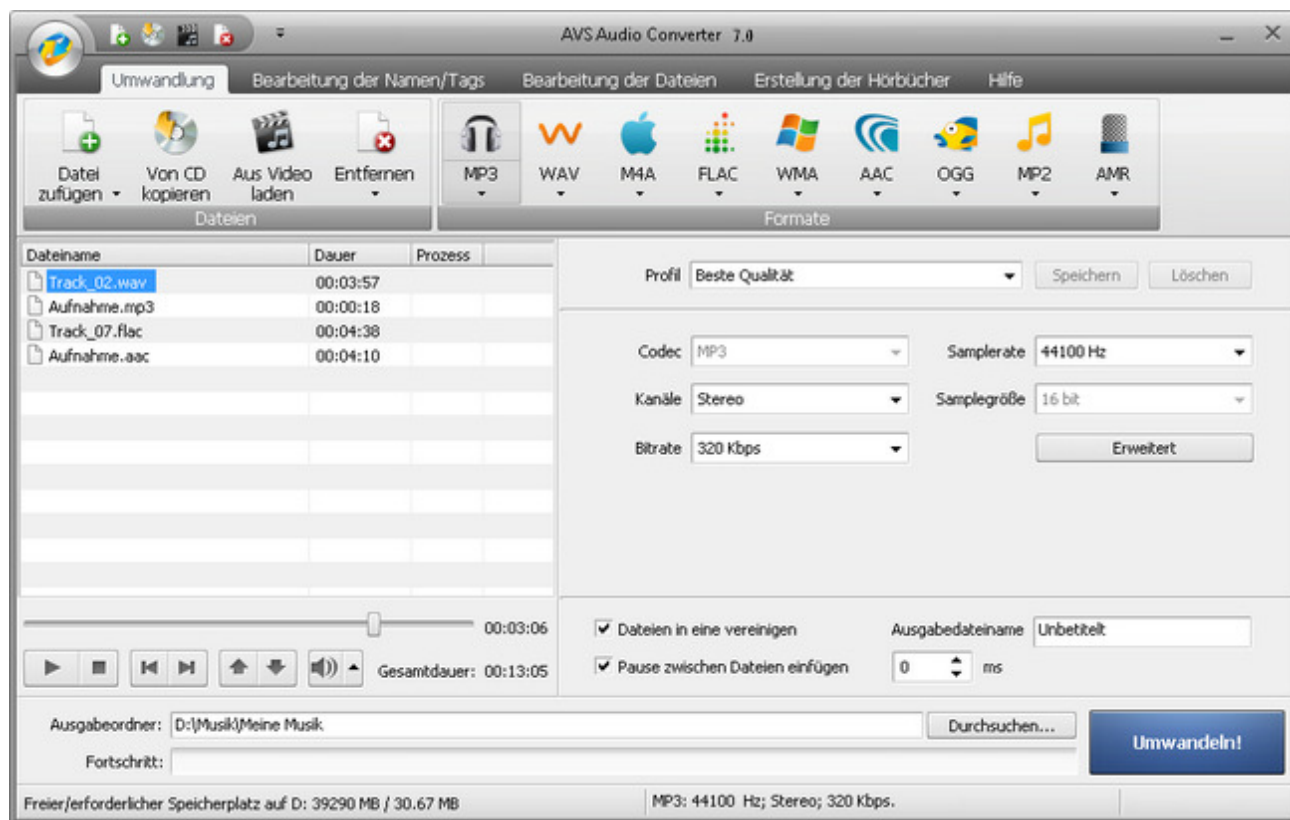 AVS Audio Converter 7.0
Umwandlung Bearbeitung der Namen/Tags Bearbeitung der Dateien Erstellung der Hörbücher Hilfe
Datei zufügen Von CD kopieren Aus Video laden Entfernen MP3 WAV M4A FLAC WMA AAC OGG MP2 AMR
Dateien Formate
Dateiname Dauer Prozess
Track_02.wav 00:03:57
Aufnahme.mp3 00:00:18
Track_07.flac 00:04:38
Aufnahme.aac 00:04:10
Profil Beste Qualität Speichern Löschen
Codec MP3 Samplerate 44100 Hz
Kanäle Stereo Samplegröße 16 bit
Bitrate 320 Kbps Erweitert
00:03:06
Gesamtdauer: 00:13:05
Dateien in eine vereinigen Ausgabedateiname Unbetitelt
Pause zwischen Dateien einfügen 0 ms
Ausgabeordner: D:\Musik\Meine Musik Durchsuchen...
Umwandeln!
Fortschritt:
Freier/erforderlicher Speicherplatz auf D: 39290 MB / 30.67 MB MP3: 44100 Hz; Stereo; 320 Kbps.